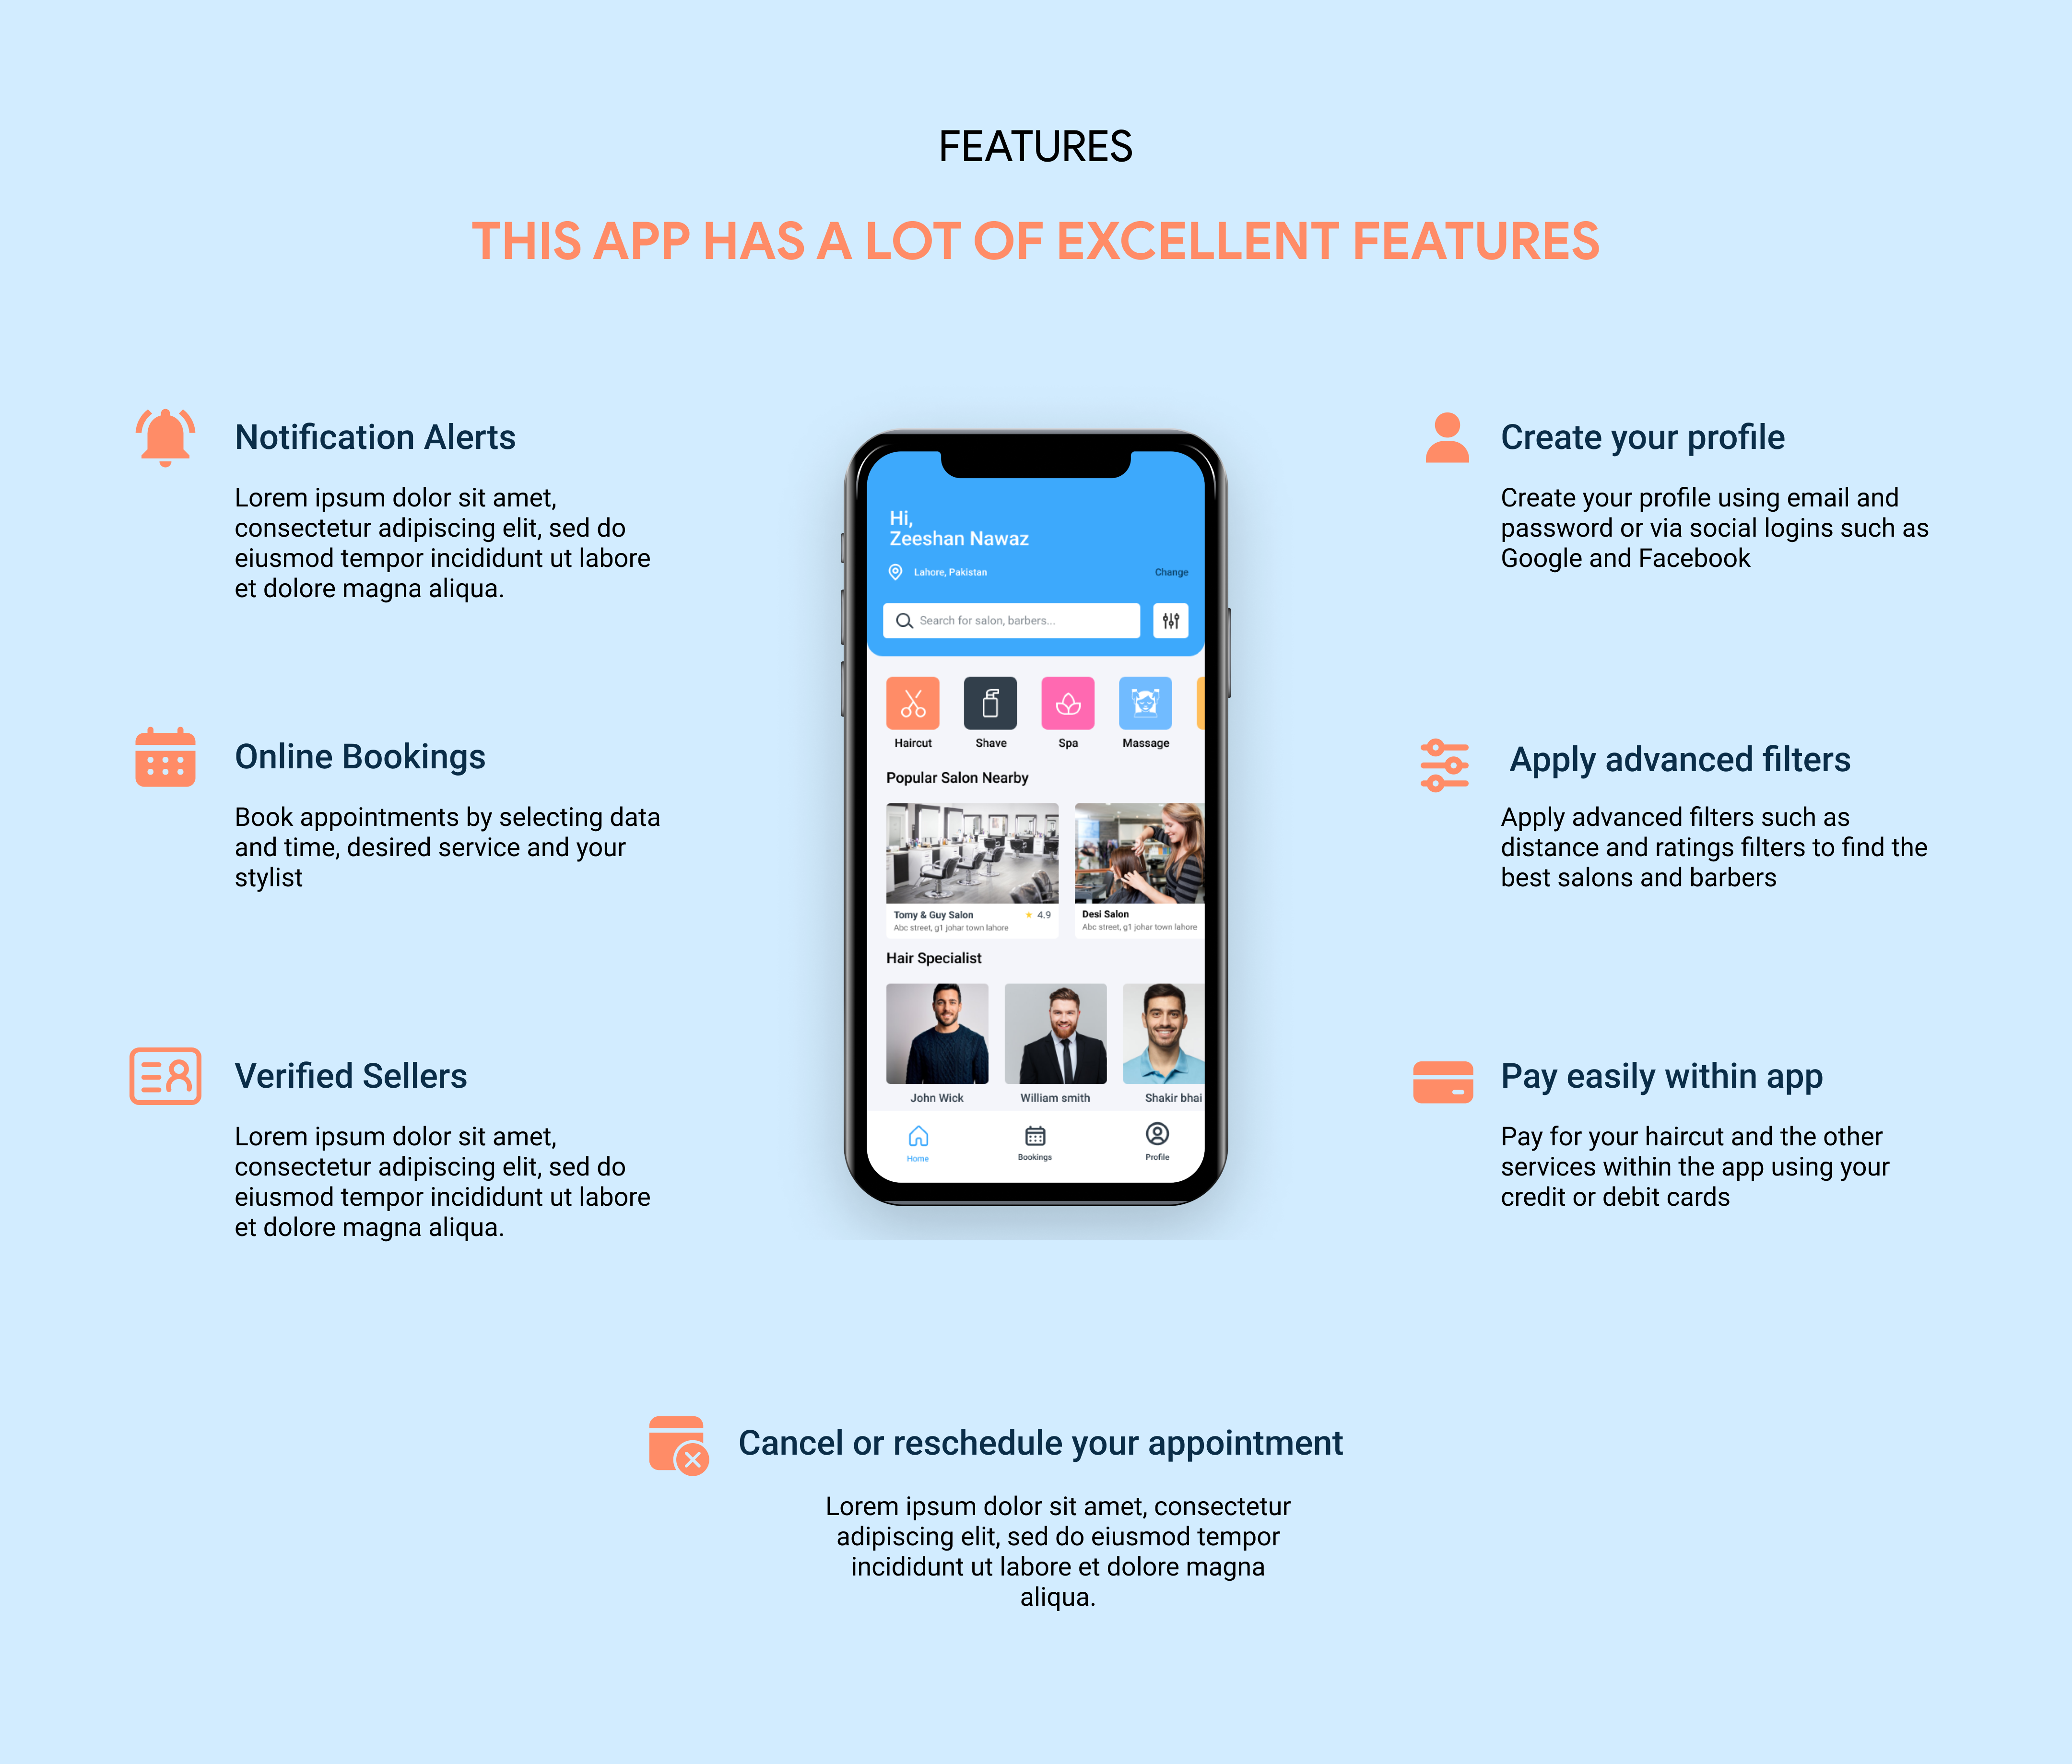 FEATURES
THIS APP HAS A LOT OF EXCELLENT FEATURES
Notification Alerts
Lorem ipsum dolor sit amet,
consectetur adipiscing elit, sed do
eiusmod tempor incididunt ut labore
et dolore magna aliqua.
Online Bookings
Book appointments by selecting data
and time, desired service and your
stylist
Verified Sellers
Lorem ipsum dolor sit amet,
consectetur adipiscing elit, sed do
eiusmod tempor incididunt ut labore
et dolore magna aliqua.
Hi,
Zeeshan Nawaz
Lahore, Pakistan
Change
Search for salon, barbers...
Haircut
Shave
Spa
Massage
Popular Salon Nearby
Tomy & Guy Salon
4.9
Abc street, g1 johar town lahore
Desi Salon
Abc street, g1 johar town lahore
Hair Specialist
John Wick
William smith
Shakir bhai
Home
Bookings
Profile
Create your profile
Create your profile using email and
password or via social logins such as
Google and Facebook
Apply advanced filters
Apply advanced filters such as
distance and ratings filters to find the
best salons and barbers
Pay easily within app
Pay for your haircut and the other
services within the app using your
credit or debit cards
Cancel or reschedule your appointment
Lorem ipsum dolor sit amet, consectetur
adipiscing elit, sed do eiusmod tempor
incididunt ut labore et dolore magna
aliqua.